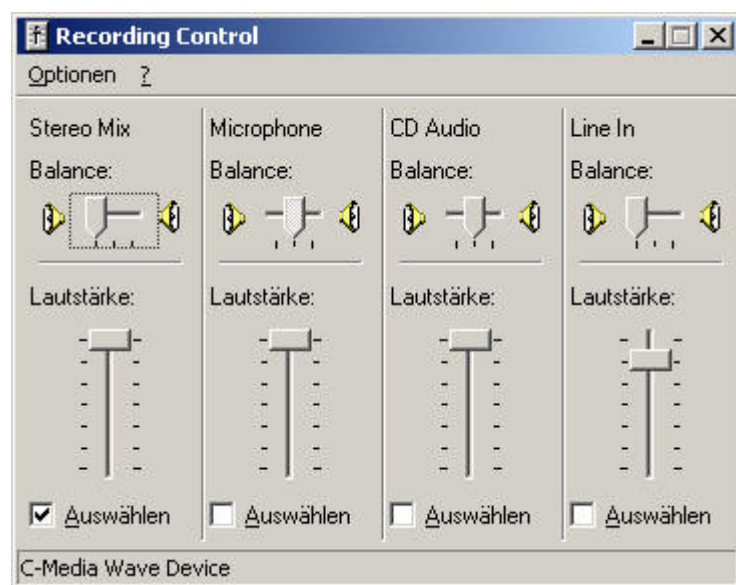 Recording Control
Optionen ?
Stereo Mix Microphone CD Audio Line In
Balance: Balance: Balance: Balance:
Lautstärke: Lautstärke: Lautstärke: Lautstärke:
Auswählen Auswählen Auswählen Auswählen
C-Media Wave Device